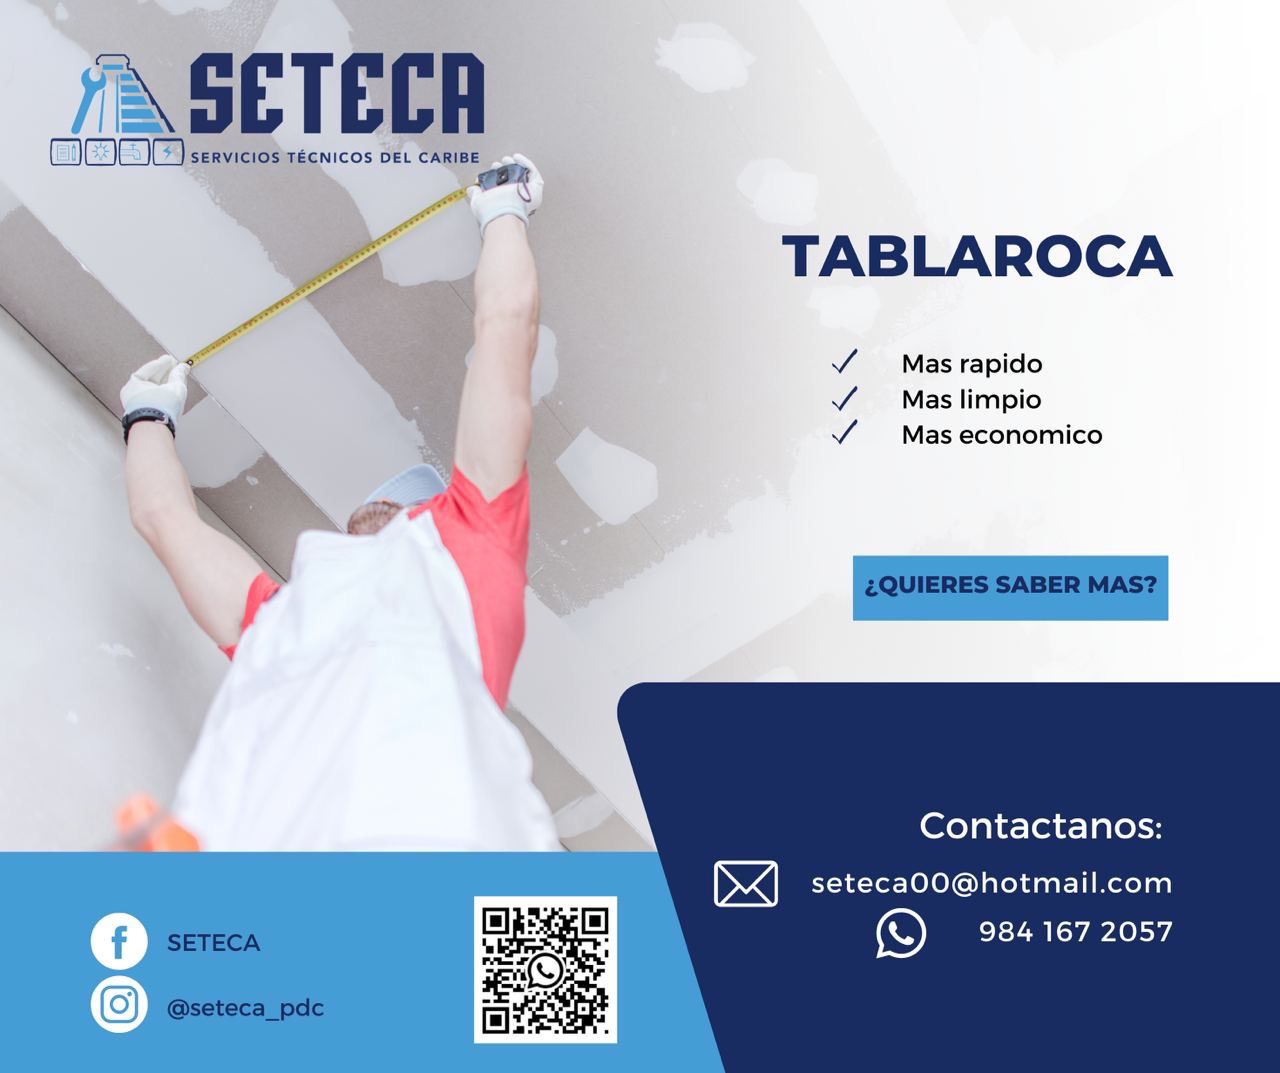 SETECA
SERVICIOS TÉCNICOS DEL CARIBE
TABLAROCA
Mas rapido
Mas limpio
Mas economico
¿QUIERES SABER MAS?
Contactanos:
seteca00@hotmail.com
984 167 2057
SETECA
@seteca_pdc